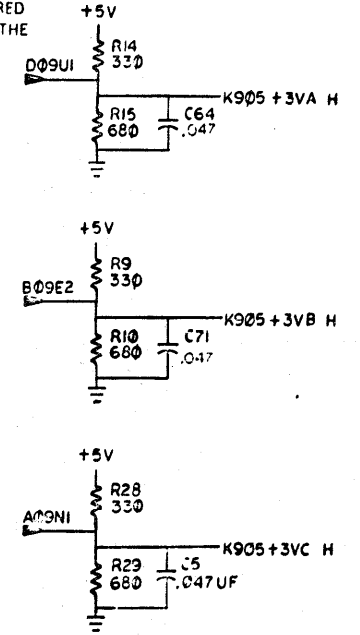 RED
THE
+5V
R14
33Ø
DØ9U1
K9Ø5 +3VA H
R15
68Ø
C64
.047
+5V
R9
33Ø
BØ9E2
K9Ø5 +3VB H
R1Ø
68Ø
C71
.047
+5V
R28
33Ø
AØ9N1
K9Ø5+3VC H
R29
68Ø
C5
.047UF